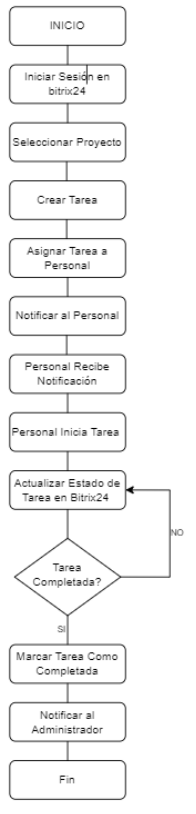 INICIO
Iniciar Sesión en
bitrix24
Seleccionar Proyecto
Crear Tarea
Asignar Tarea a
Personal
Notificar al Personal
Personal Recibe
Notificación
Personal Inicia Tarea
Actualizar Estado de
Tarea en Bitrix24
NO
Tarea
Completada?
SI
Marcar Tarea Como
Completada
Notificar al
Administrador
Fin